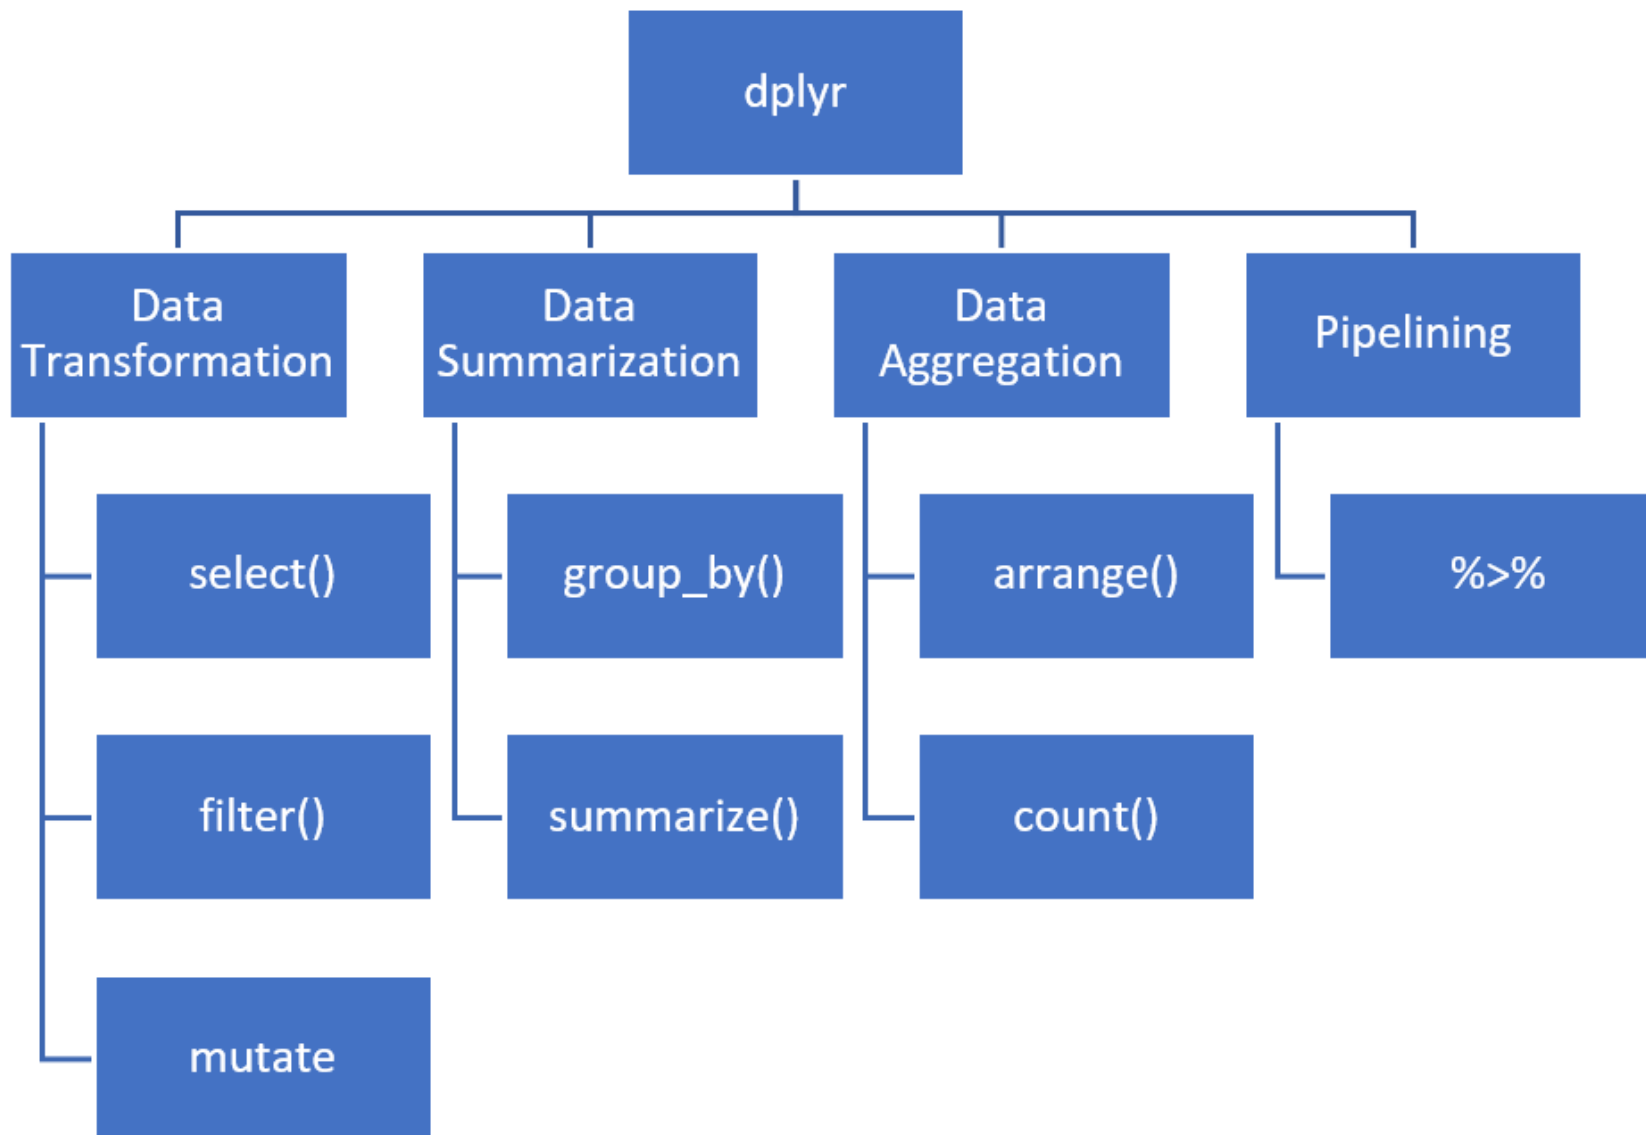 dplyr
Data
Transformation
Data
Summarization
Data
Aggregation
Pipelining
select()
group_by()
arrange()
%>%
filter()
summarize()
count()
mutate